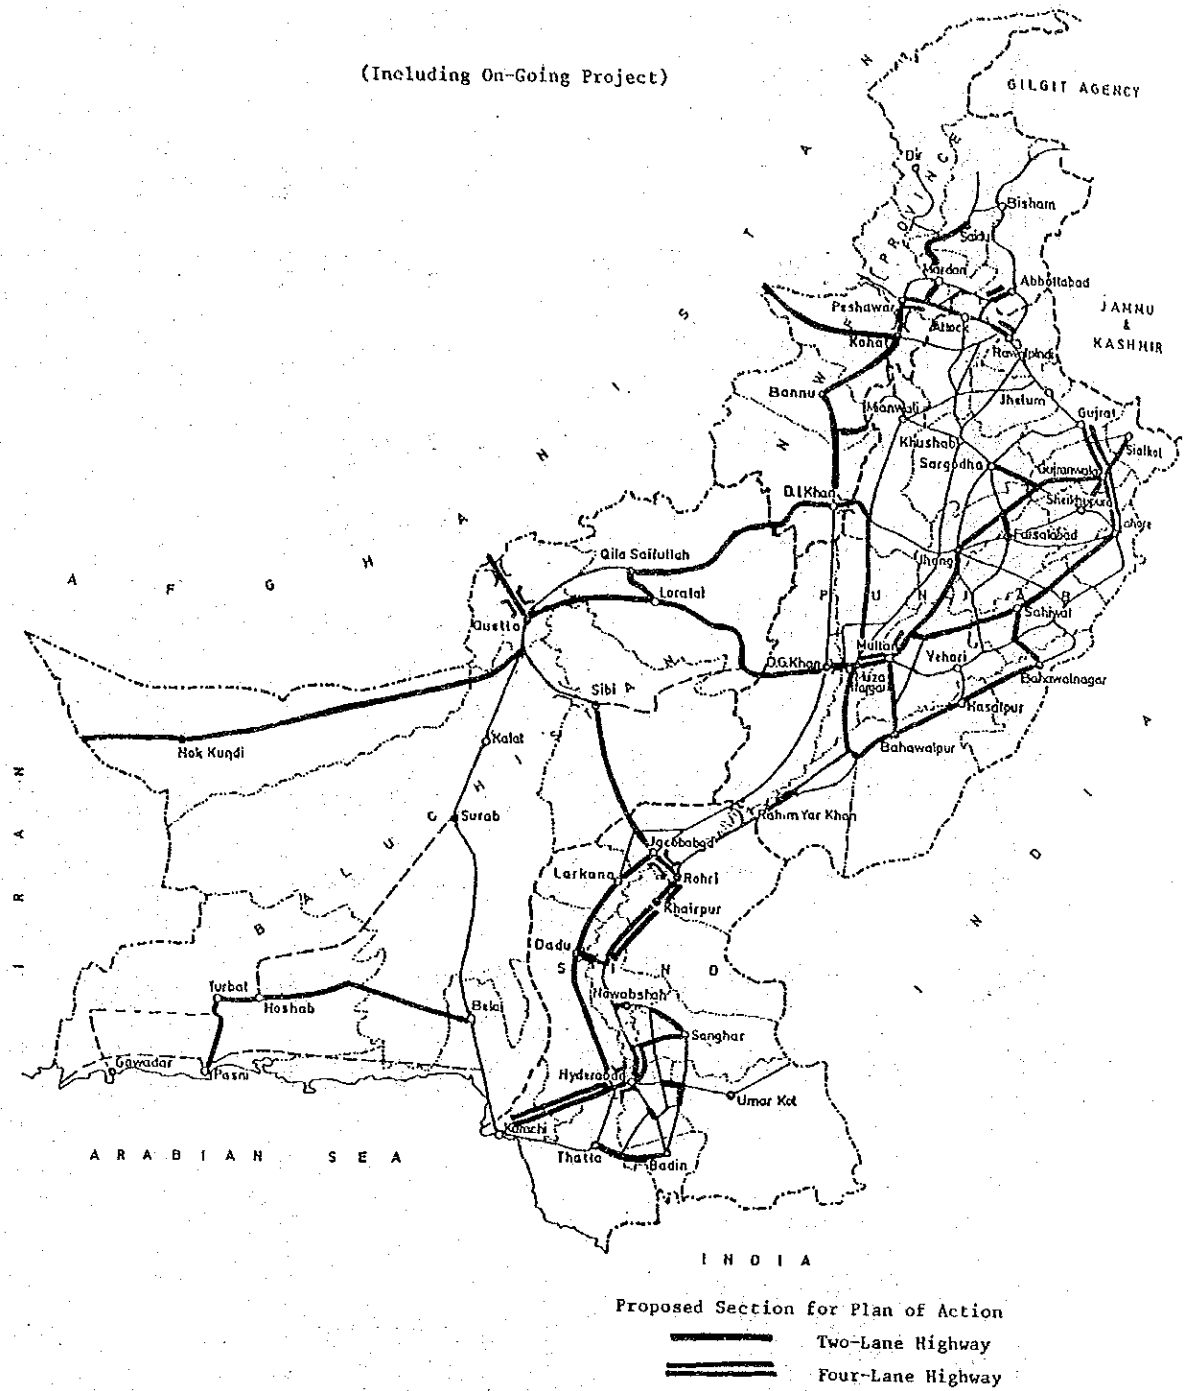 (Including On-Going Project)
GILGIT AGENCY
Dir
PROVINCE
Bisham
Saidu
Mardan
Abbottabad
Peshawar
JAMMU
&
KASHMIR
Attock
Kohat
Rawalpindi
Bannu
Mianwali
Jhelum
Gujrat
Khushab
Sialkot
Sargodha
Gujranwala
D.I.Khan
Sheikhupura
Lahore
Faisalabad
Qila Saifullah
Jhang
AFGHANISTAN
Loralai
PUNJAB
Sahiwal
Quetta
Multan
D.G.Khan
Vehari
Muzaffargarh
Bahawalnagar
Sibi
Hasalpur
Nok Kundi
Kalat
Bahawalpur
IRAN
BALUCHISTAN
Surab
Rahim Yar Khan
Jacobabad
INDIA
Larkana
Rohri
Khairpur
Dadu
SIND
Turbat
Hoshab
Nawabshah
Belai
Sanghar
Gawadar
Pasni
Hyderabad
Umar Kot
Karachi
ARABIAN SEA
Thatta
Badin
INDIA
Proposed Section for Plan of Action
Two-Lane Highway
Four-Lane Highway